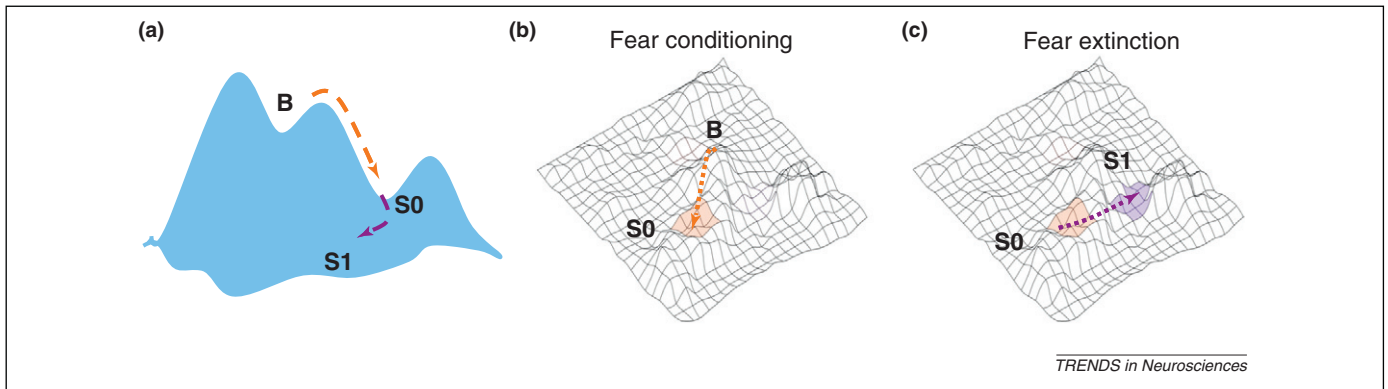 (a)
B
S0
S1
(b)
Fear conditioning
B
S0
(c)
Fear extinction
S1
S0
TRENDS in Neurosciences